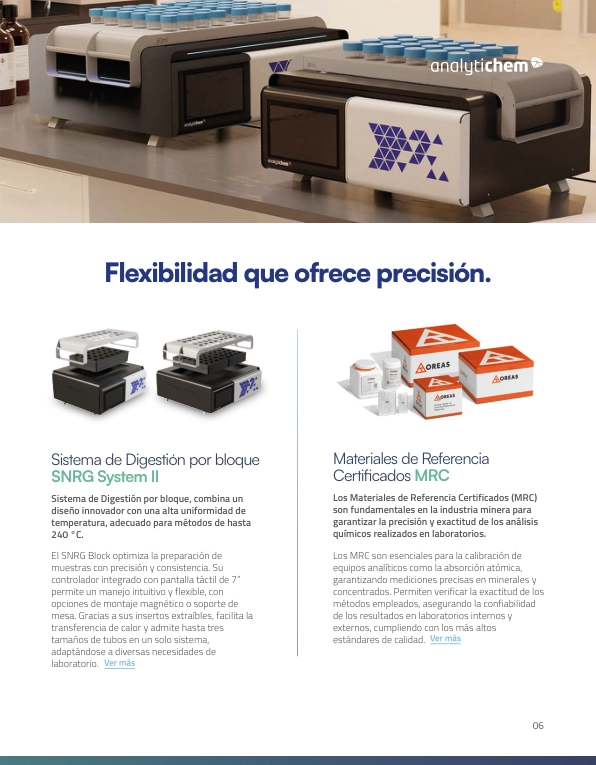 analytichem
analytichem
Flexibilidad que ofrece precisión.
OREAS
OREAS
OREAS
Sistema de Digestión por bloque
SNRG System II
Sistema de Digestión por bloque, combina un
diseño innovador con una alta uniformidad de
temperatura, adecuado para métodos de hasta
240 °C.
El SNRG Block optimiza la preparación de
muestras con precisión y consistencia. Su
controlador integrado con pantalla táctil de 7”
permite un manejo intuitivo y flexible, con
opciones de montaje magnético o soporte de
mesa. Gracias a sus insertos extraíbles, facilita la
transferencia de calor y admite hasta tres
tamaños de tubos en un solo sistema,
adaptándose a diversas necesidades de
laboratorio. Ver más
Materiales de Referencia
Certificados MRC
Los Materiales de Referencia Certificados (MRC)
son fundamentales en la industria minera para
garantizar la precisión y exactitud de los análisis
químicos realizados en laboratorios.
Los MRC son esenciales para la calibración de
equipos analíticos como la absorción atómica,
garantizando mediciones precisas en minerales y
concentrados. Permiten verificar la exactitud de los
métodos empleados, asegurando la confiabilidad
de los resultados en laboratorios internos y
externos, cumpliendo con los más altos
estándares de calidad. Ver más
06